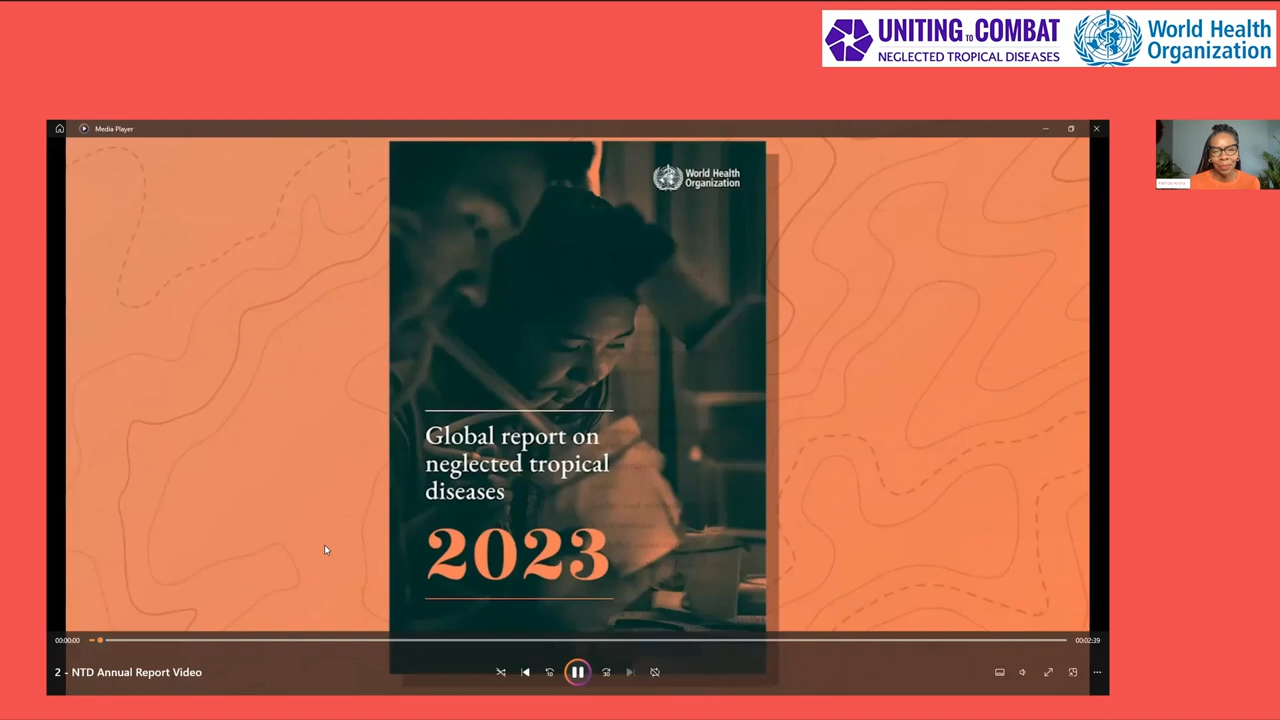 UNITING TO COMBAT
NEGLECTED TROPICAL DISEASES
World Health
Organization
Media Player
World Health
Organization
Global report on
neglected tropical
diseases
2023
00:00:00
00:02:39
2 - NTD Annual Report Video